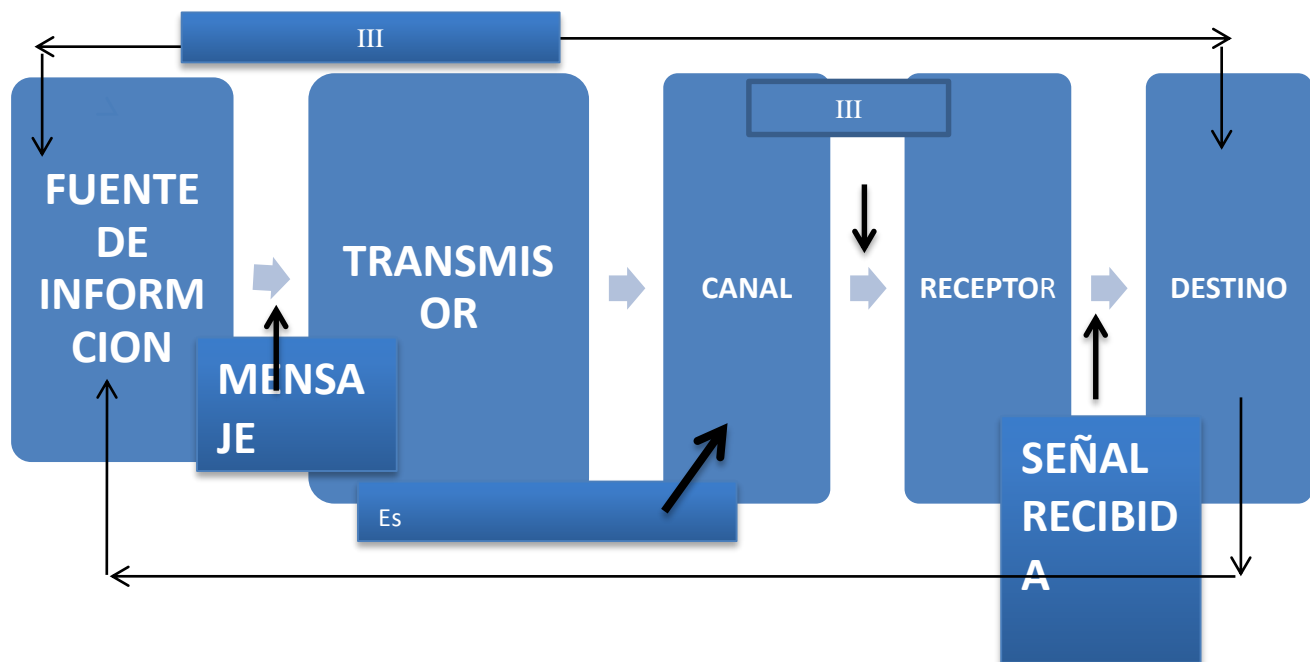 III
III
FUENTE
DE
INFORM
CION
TRANSMIS
OR
CANAL
RECEPTOR
DESTINO
MENSA
JE
Es
SEÑAL
RECIBID
A